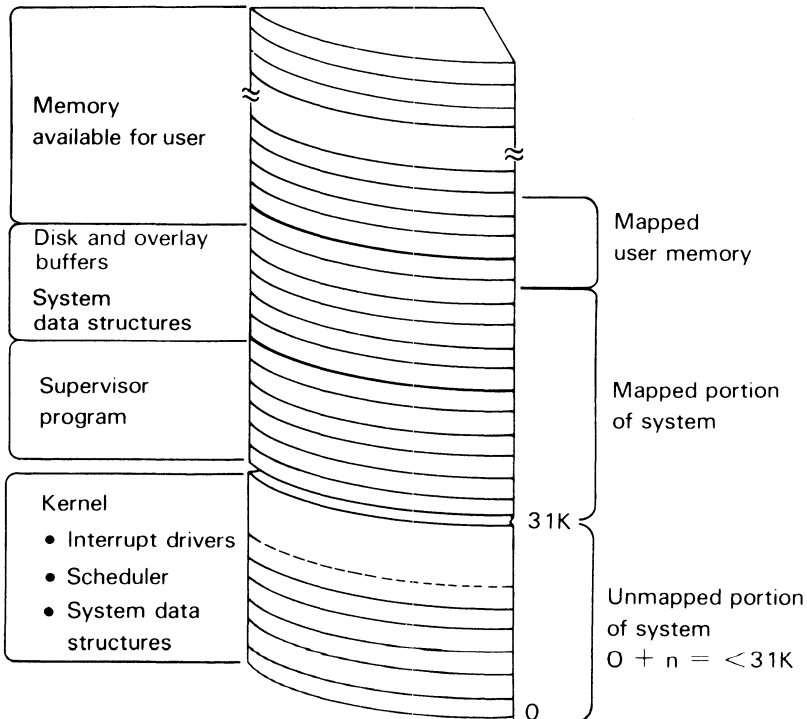 Memory
available for user
Disk and overlay
buffers
System
data structures
Supervisor
program
Kernel
• Interrupt drivers
• Scheduler
• System data
structures
Mapped
user memory
Mapped portion
of system
31K
Unmapped portion
of system
0 + n = <31K
0